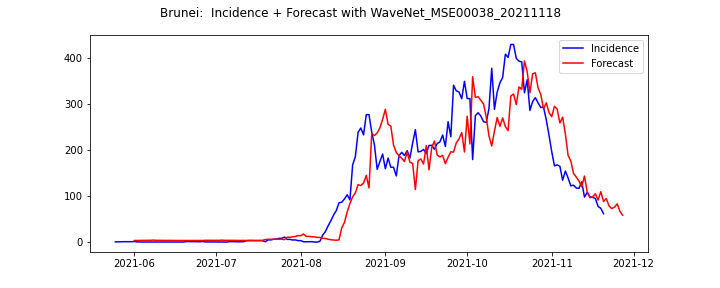 Brunei:  Incidence + Forecast with WaveNet_MSE00038_20211118
Incidence
Forecast
400
300
200
100
0
2021-06 2021-07 2021-08 2021-09 2021-10 2021-11 2021-12